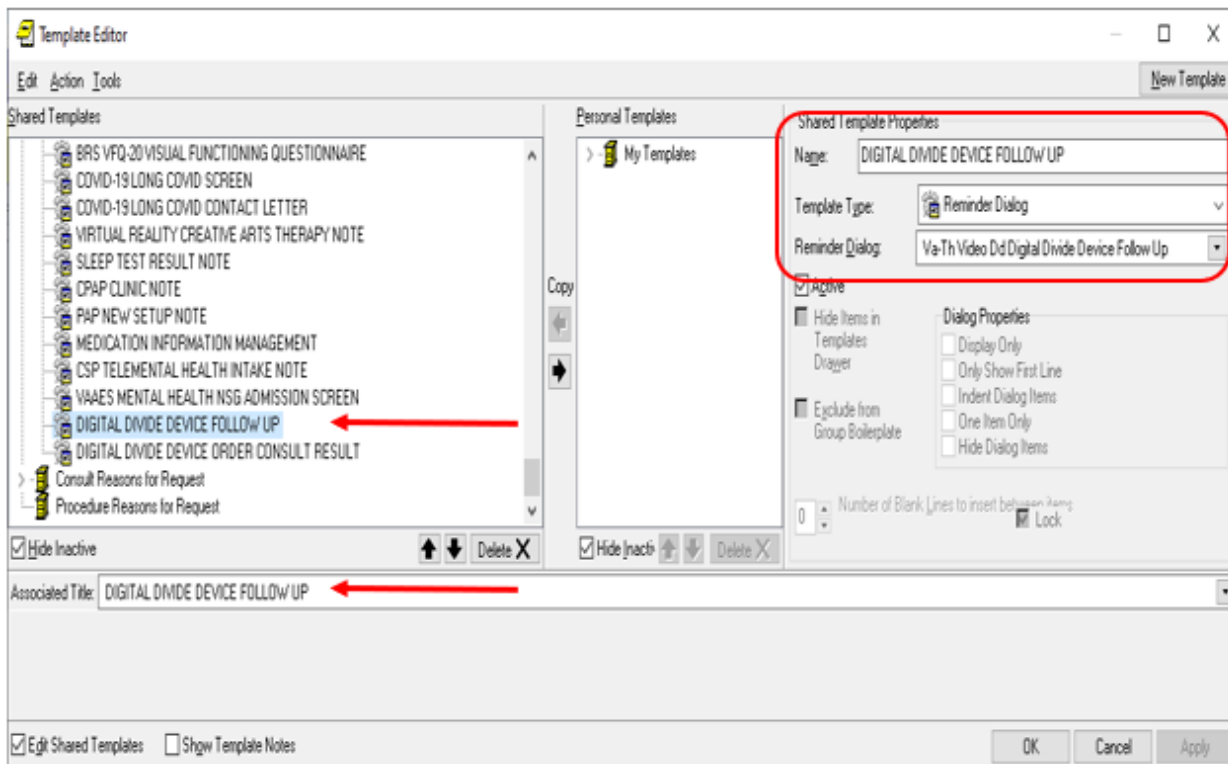 Template Editor
Edit Action Tools
New Template
Shared Templates
BRS VFQ-20 VISUAL FUNCTIONING QUESTIONNAIRE
COVID-19 LONG COVID SCREEN
COVID-19 LONG COVID CONTACT LETTER
VIRTUAL REALITY CREATIVE ARTS THERAPY NOTE
SLEEP TEST RESULT NOTE
CPAP CLINIC NOTE
PAP NEW SETUP NOTE
MEDICATION INFORMATION MANAGEMENT
CSP TELEMENTAL HEALTH INTAKE NOTE
VAAES MENTAL HEALTH NSG ADMISSION SCREEN
DIGITAL DIVIDE DEVICE FOLLOW UP
DIGITAL DIVIDE DEVICE ORDER CONSULT RESULT
Consult Reasons for Request
Procedure Reasons for Request
Hide Inactive
Delete X
Copy
Personal Templates
My Templates
Hide Inacti
Delete X
Shared Template Properties
Name: DIGITAL DIVIDE DEVICE FOLLOW UP
Template Type: Reminder Dialog
Reminder Dialog: Va-Th Video Dd Digital Divide Device Follow Up
Active
Hide Items in
Templates
Drawer
Exclude from
Group Boilerplate
Dialog Properties
Display Only
Only Show First Line
Indent Dialog Items
One Item Only
Hide Dialog Items
0 Number of Blank Lines to insert between items
Lock
Associated Title: DIGITAL DIVIDE DEVICE FOLLOW UP
Edit Shared Templates Show Template Notes
OK Cancel Apply